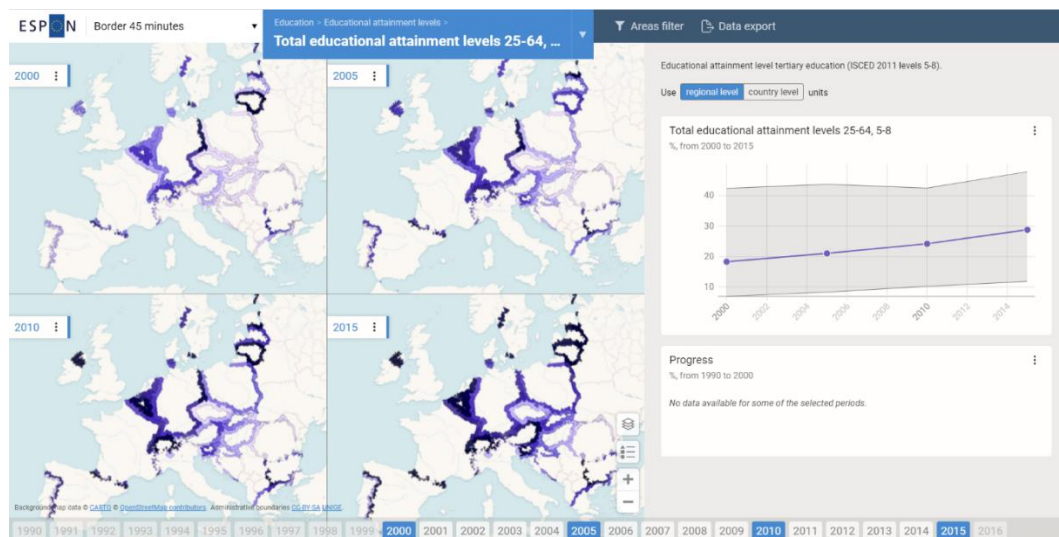 ESPON
Border 45 minutes
Education > Educational attainment levels >
Total educational attainment levels 25-64, ...
Areas filter
Data export
2000
2005
2010
2015
Educational attainment level tertiary education (ISCED 2011 levels 5-8).
Use regional level country level units
Total educational attainment levels 25-64, 5-8
%, from 2000 to 2015
40
30
20
10
2000 2002 2004 2006 2008 2010 2012 2014
Progress
%, from 1990 to 2000
No data available for some of the selected periods.
Background map data © CARTO © OpenStreetMap contributors. Administrative boundaries CC-BY-SA UNIGE.
1990 1991 1992 1993 1994 1995 1996 1997 1998 1999 2000 2001 2002 2003 2004 2005 2006 2007 2008 2009 2010 2011 2012 2013 2014 2015 2016